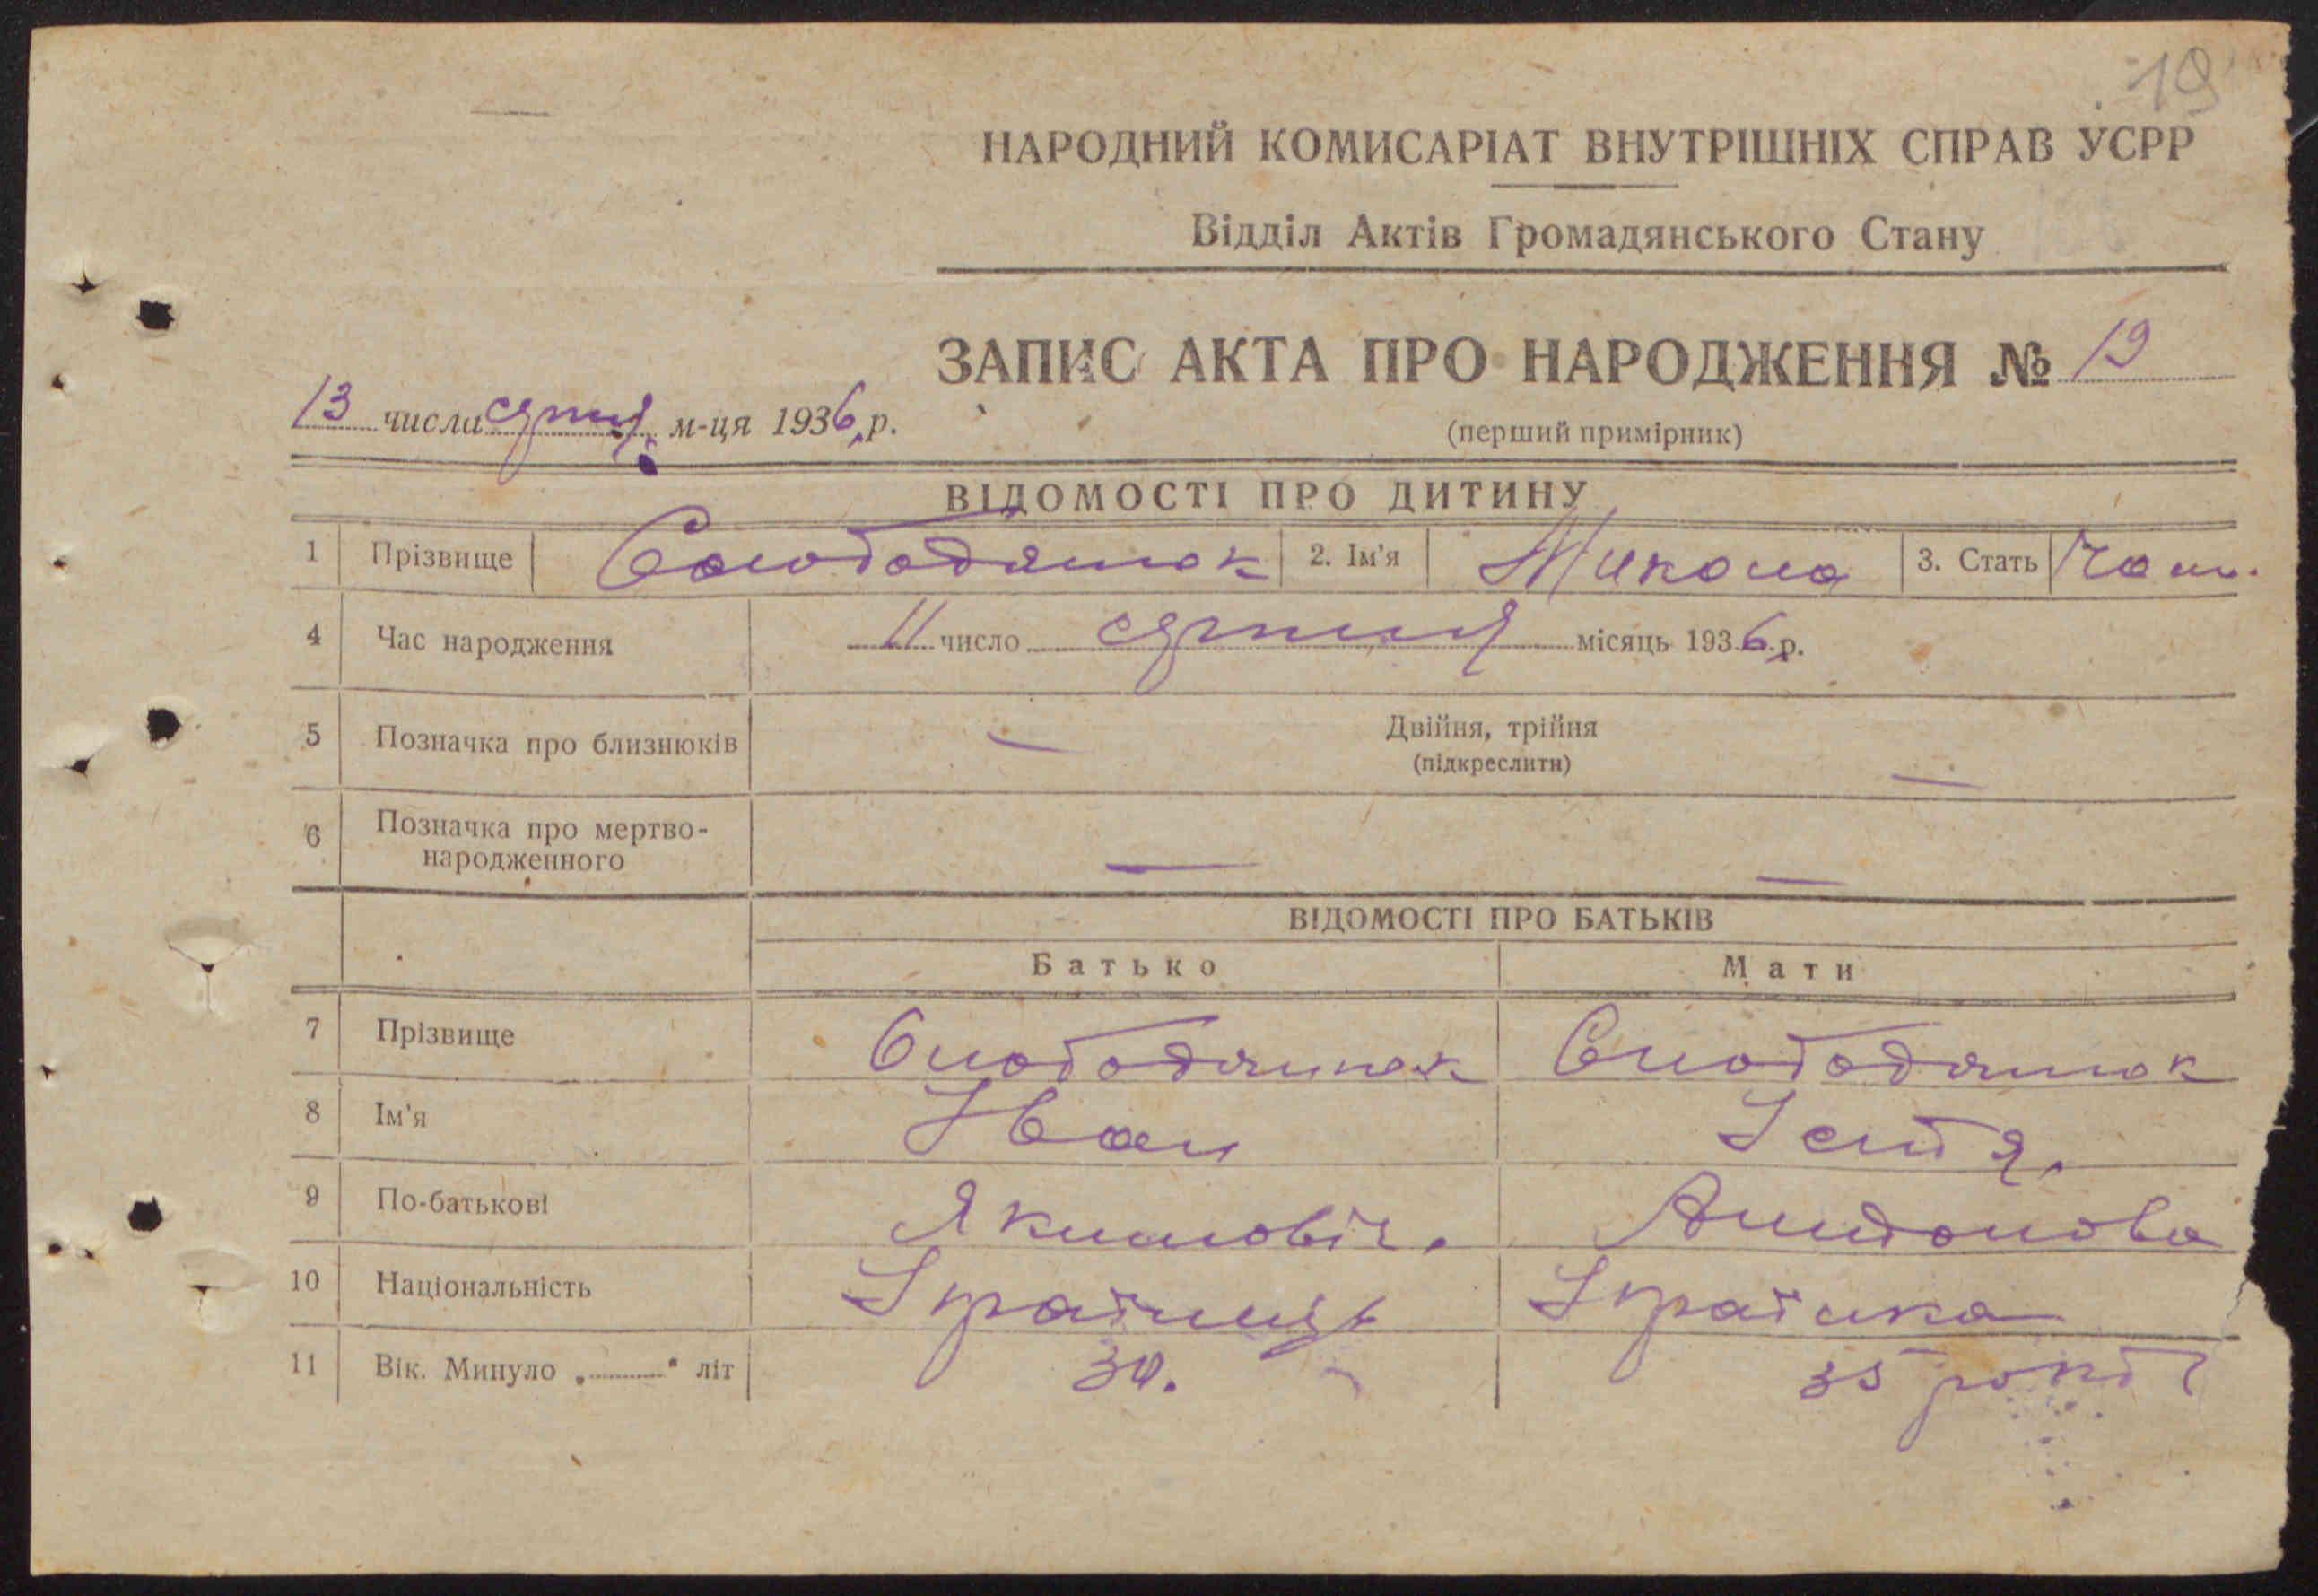 19
НАРОДНИЙ КОМИСАРІАТ ВНУТРІШНІХ СПРАВ УСРР
Відділ Актів Громадянського Стану
ЗАПИС АКТА ПРО НАРОДЖЕННЯ № 19
13 числа серпня м-ця 1936 р.
(перший примірник)
ВІДОМОСТІ ПРО ДИТИНУ
1 Прізвище Слободянюк 2. Ім'я Микола 3. Стать Чол.
4 Час народження 11 число серпня місяць 1936 р.
5 Позначка про близнюків — Двійня, трійня —
(підкреслити)
6 Позначка про мертво-
народженного — —
ВІДОМОСТІ ПРО БАТЬКІВ
Батько Мати
7 Прізвище Слободянюк Слободянюк
8 Ім'я Іван Устя.
9 По-батькові Якимовіч.
10 Національність Українець Українка
11 Вік. Минуло „ “ літ 30. 35 років